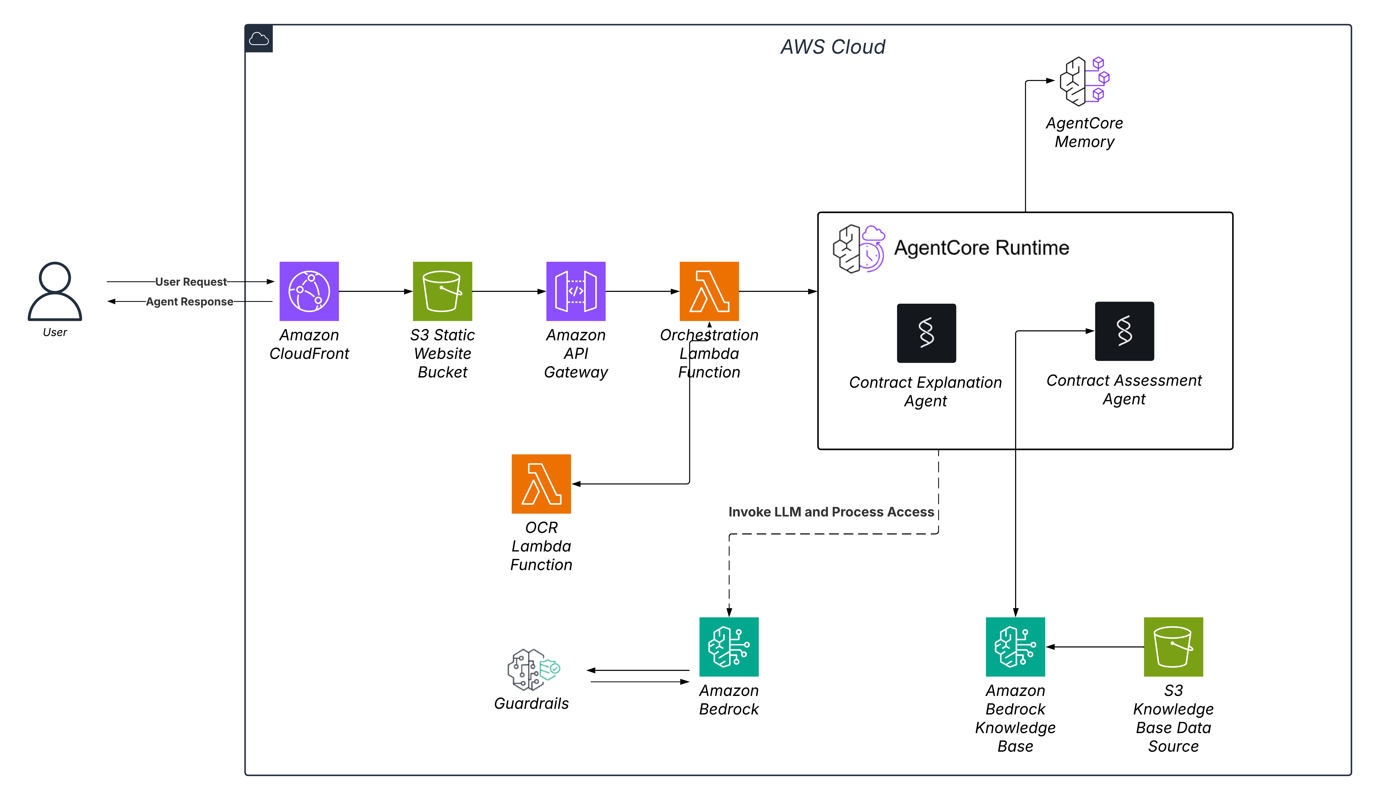 AWS Cloud
AgentCore
Memory
AgentCore Runtime
User Request
Agent Response
User
Amazon
CloudFront
S3 Static
Website
Bucket
Amazon
API
Gateway
Orchestration
Lambda
Function
Contract Explanation
Agent
Contract Assessment
Agent
OCR
Lambda
Function
Invoke LLM and Process Access
Guardrails
Amazon
Bedrock
Amazon
Bedrock
Knowledge
Base
S3
Knowledge
Base Data
Source